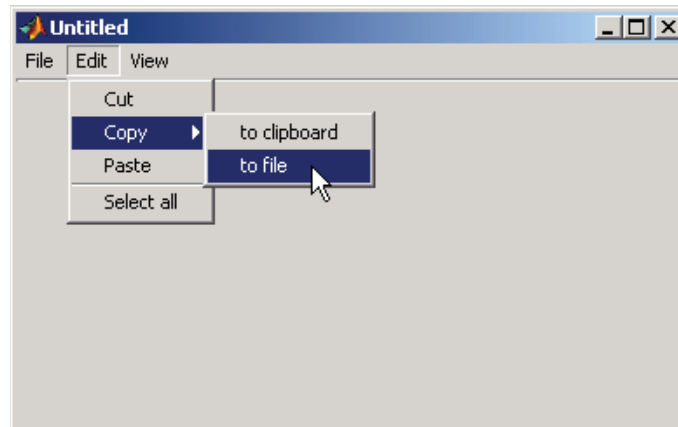 Untitled
File Edit View
Cut
Copy to clipboard
Paste to file
Select all